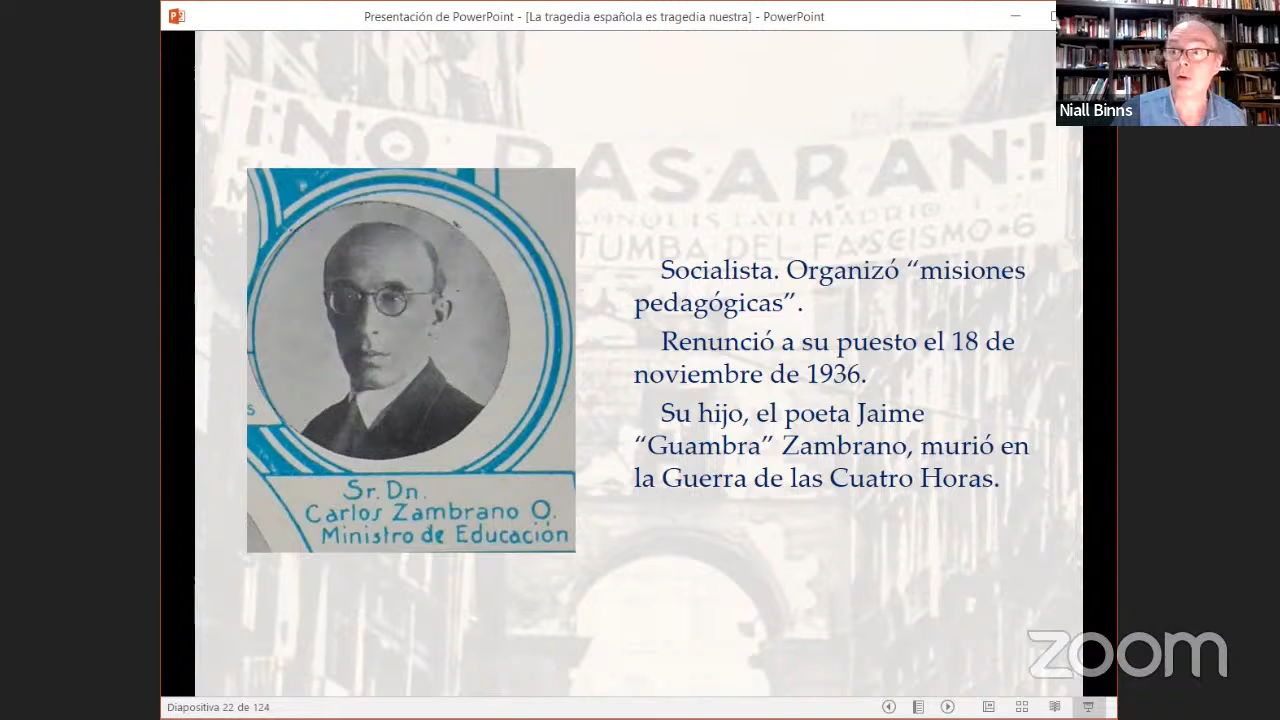 Presentación de PowerPoint - [La tragedia española es tragedia nuestra] - PowerPoint
Niall Binns
¡NO PASARAN!
TUMBA DEL FASCISMO
Socialista. Organizó “misiones
pedagógicas”.
Renunció a su puesto el 18 de
noviembre de 1936.
Su hijo, el poeta Jaime
“Guambra” Zambrano, murió en
la Guerra de las Cuatro Horas.
Sr. Dn.
Carlos Zambrano O.
Ministro de Educación
zoom
Diapositiva 22 de 124